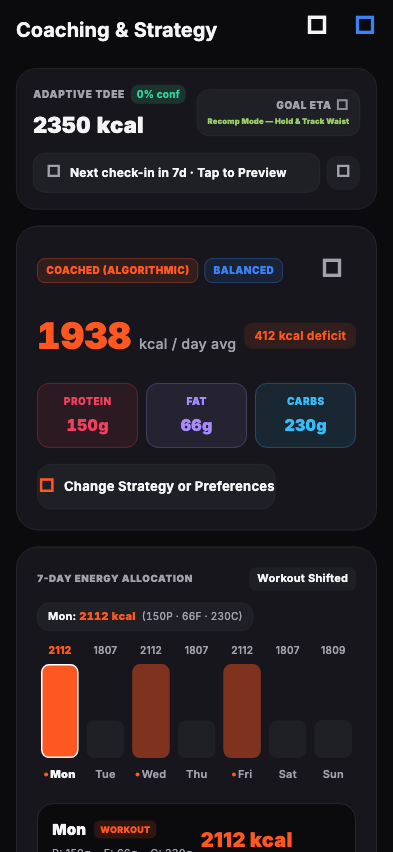 Coaching & Strategy
ADAPTIVE TDEE 0% conf
2350 kcal
GOAL ETA
Recomp Mode — Hold & Track Waist
Next check-in in 7d · Tap to Preview
COACHED (ALGORITHMIC) BALANCED
1938 kcal / day avg 412 kcal deficit
PROTEIN FAT CARBS
150g 66g 230g
Change Strategy or Preferences
7-DAY ENERGY ALLOCATION Workout Shifted
Mon: 2112 kcal (150P · 66F · 230C)
2112 1807 2112 1807 2112 1807 1809
•Mon Tue •Wed Thu •Fri Sat Sun
Mon WORKOUT
2112 kcal